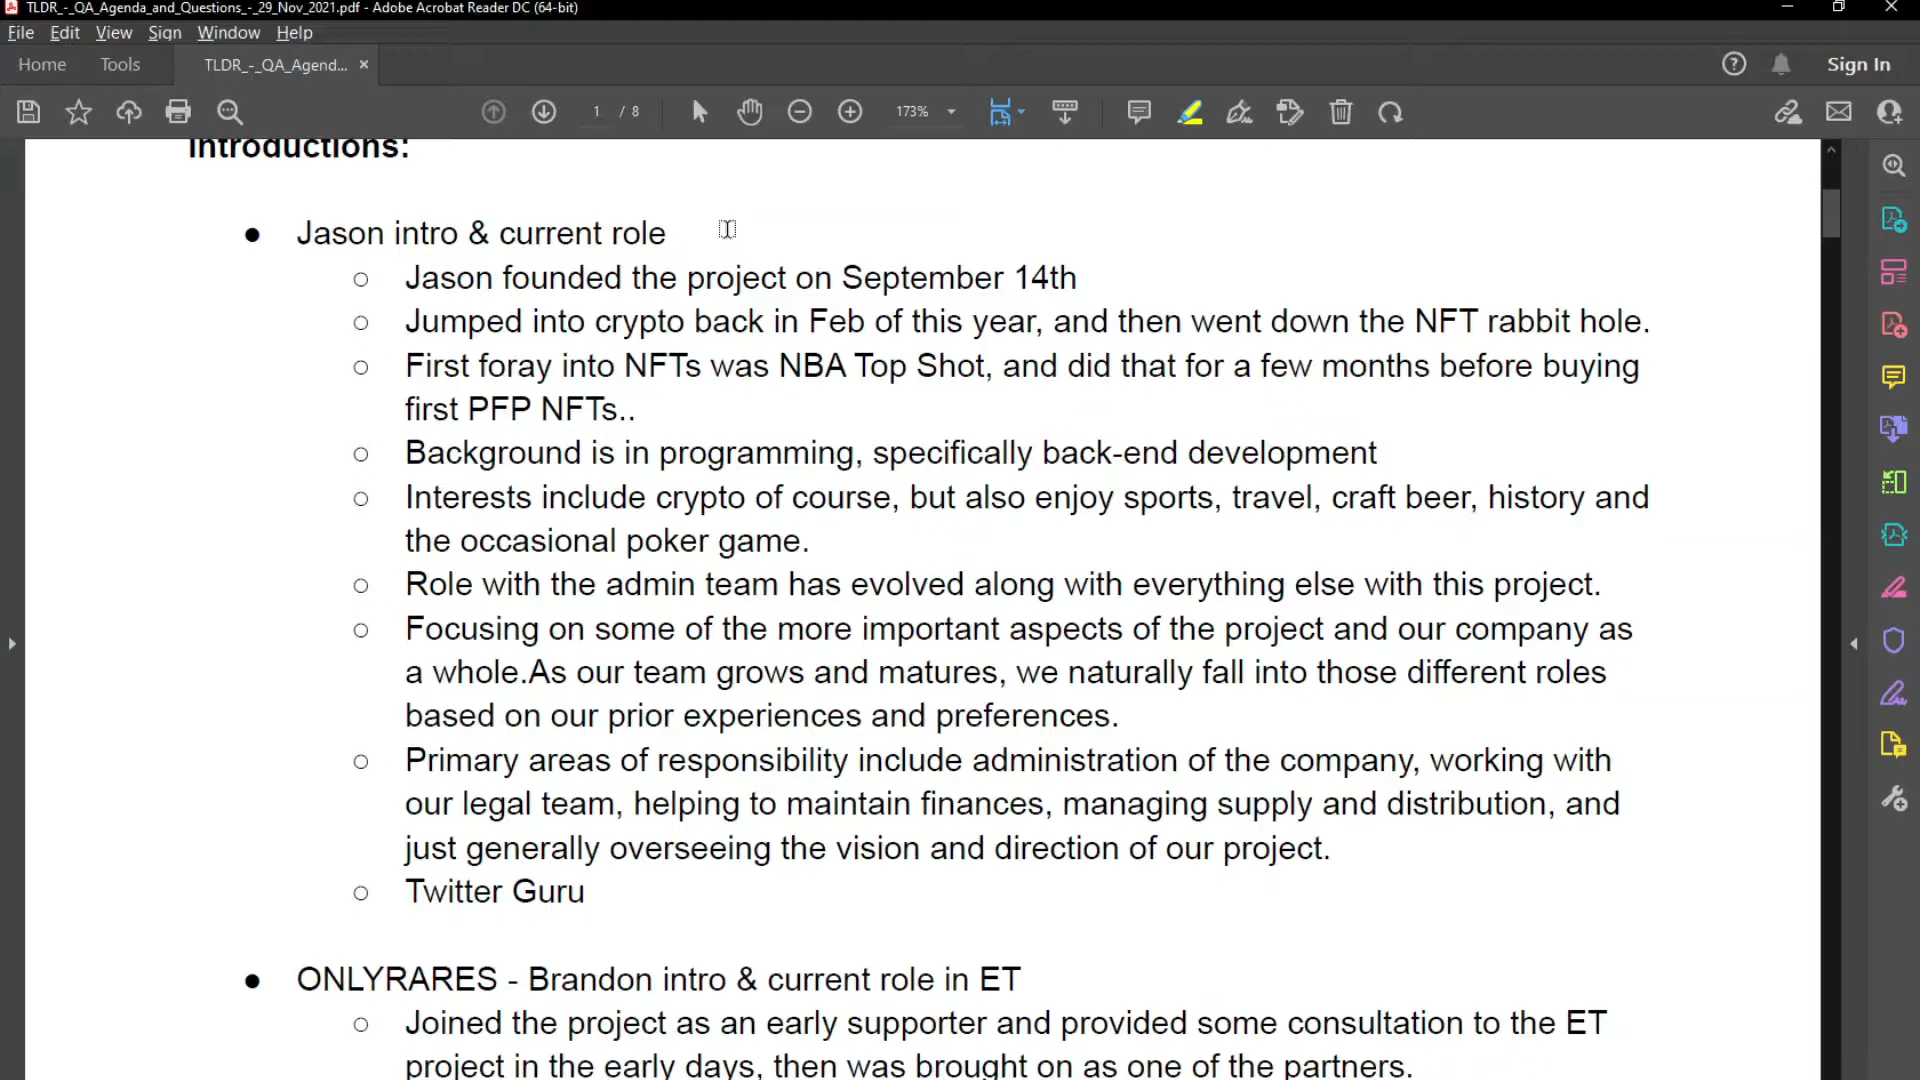 TLDR_-_QA_Agenda_and_Questions_-_29_Nov_2021.pdf - Adobe Acrobat Reader DC (64-bit)
File Edit View Sign Window Help
Home Tools TLDR_-_QA_Agend... × Sign In
1 / 8 173%
Introductions:
● Jason intro & current role
○ Jason founded the project on September 14th
○ Jumped into crypto back in Feb of this year, and then went down the NFT rabbit hole.
○ First foray into NFTs was NBA Top Shot, and did that for a few months before buying
first PFP NFTs..
○ Background is in programming, specifically back-end development
○ Interests include crypto of course, but also enjoy sports, travel, craft beer, history and
the occasional poker game.
○ Role with the admin team has evolved along with everything else with this project.
○ Focusing on some of the more important aspects of the project and our company as
a whole.As our team grows and matures, we naturally fall into those different roles
based on our prior experiences and preferences.
○ Primary areas of responsibility include administration of the company, working with
our legal team, helping to maintain finances, managing supply and distribution, and
just generally overseeing the vision and direction of our project.
○ Twitter Guru
● ONLYRARES - Brandon intro & current role in ET
○ Joined the project as an early supporter and provided some consultation to the ET
project in the early days, then was brought on as one of the partners.